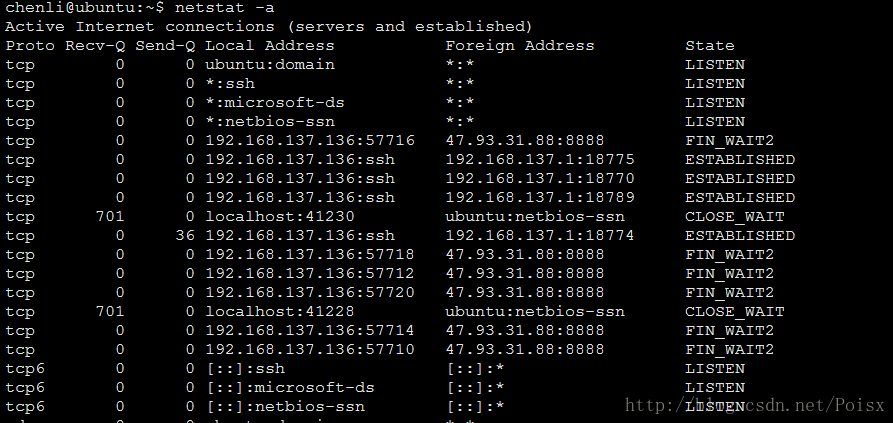 chenli@ubuntu:~$ netstat -a
Active Internet connections (servers and established)
Proto Recv-Q Send-Q Local Address           Foreign Address         State
tcp        0      0 ubuntu:domain           *:*                     LISTEN
tcp        0      0 *:ssh                   *:*                     LISTEN
tcp        0      0 *:microsoft-ds          *:*                     LISTEN
tcp        0      0 *:netbios-ssn           *:*                     LISTEN
tcp        0      0 192.168.137.136:57716   47.93.31.88:8888        FIN_WAIT2
tcp        0      0 192.168.137.136:ssh     192.168.137.1:18775     ESTABLISHED
tcp        0      0 192.168.137.136:ssh     192.168.137.1:18770     ESTABLISHED
tcp        0      0 192.168.137.136:ssh     192.168.137.1:18789     ESTABLISHED
tcp      701      0 localhost:41230         ubuntu:netbios-ssn      CLOSE_WAIT
tcp        0     36 192.168.137.136:ssh     192.168.137.1:18774     ESTABLISHED
tcp        0      0 192.168.137.136:57718   47.93.31.88:8888        FIN_WAIT2
tcp        0      0 192.168.137.136:57712   47.93.31.88:8888        FIN_WAIT2
tcp        0      0 192.168.137.136:57720   47.93.31.88:8888        FIN_WAIT2
tcp      701      0 localhost:41228         ubuntu:netbios-ssn      CLOSE_WAIT
tcp        0      0 192.168.137.136:57714   47.93.31.88:8888        FIN_WAIT2
tcp        0      0 192.168.137.136:57710   47.93.31.88:8888        FIN_WAIT2
tcp6       0      0 [::]:ssh                [::]:*                  LISTEN
tcp6       0      0 [::]:microsoft-ds       [::]:*                  LISTEN
tcp6       0      0 [::]:netbios-ssn        [::]:*                  LISTEN
http://blog.csdn.net/Poisx